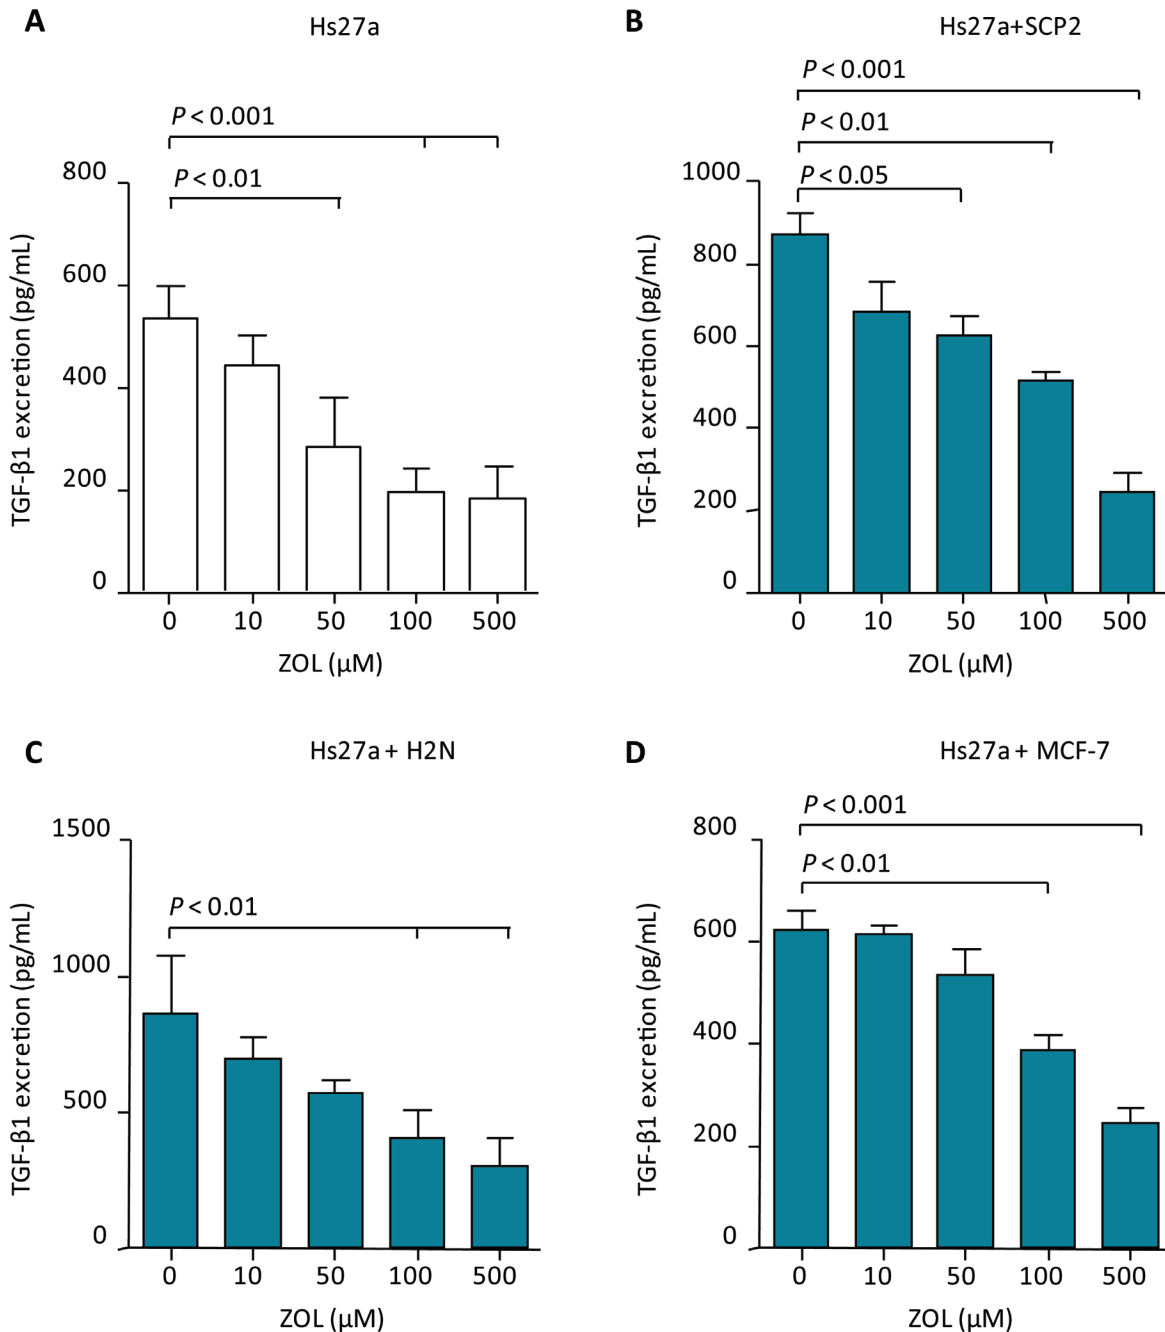 A
Hs27a
P < 0.001
P < 0.01
800
600
400
200
0
TGF-β1 excretion (pg/mL)
0 10 50 100 500
ZOL (μM)
B
Hs27a+SCP2
P < 0.001
P < 0.01
P < 0.05
1000
800
600
400
200
0
TGF-β1 excretion (pg/mL)
0 10 50 100 500
ZOL (μM)
C
Hs27a + H2N
P < 0.01
1500
1000
500
0
TGF-β1 excretion (pg/mL)
0 10 50 100 500
ZOL (μM)
D
Hs27a + MCF-7
P < 0.001
P < 0.01
800
600
400
200
0
TGF-β1 excretion (pg/mL)
0 10 50 100 500
ZOL (μM)